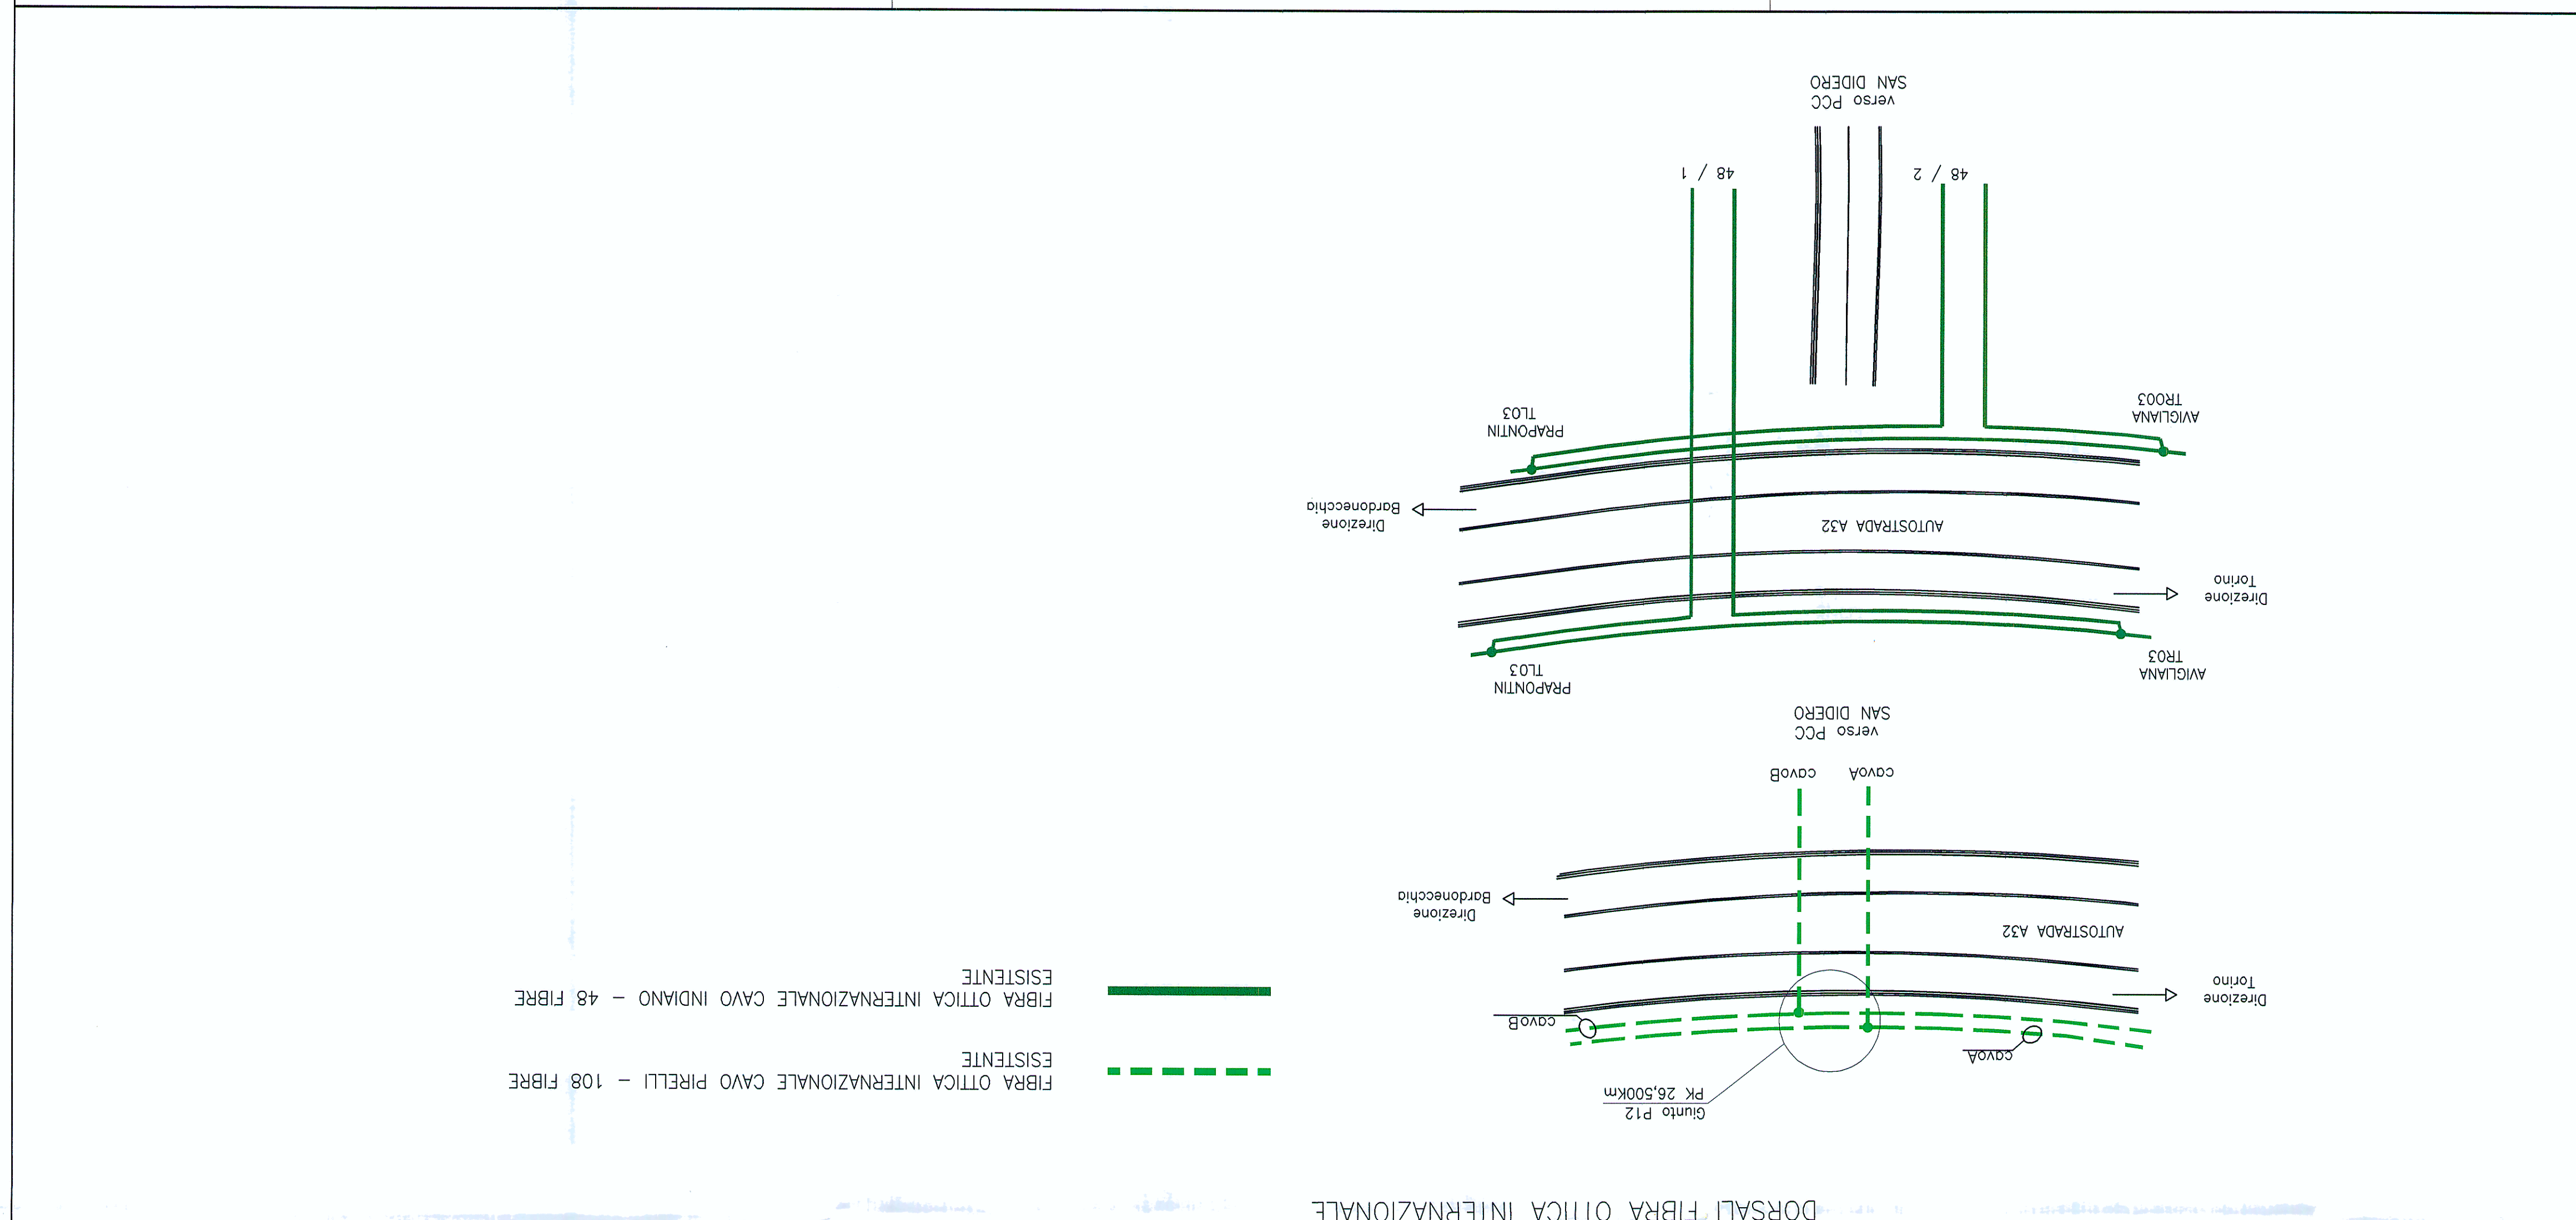 DORSALI FIBRA OTTICA INTERNAZIONALE
Giunto P12
PK 26,500Km
cavoA
cavoB
Direzione
Torino
AUTOSTRADA A32
Direzione
Bardonecchia
cavoA
cavoB
verso PCC
SAN DIDERO
FIBRA OTTICA INTERNAZIONALE CAVO PIRELLI – 108 FIBRE
ESISTENTE
FIBRA OTTICA INTERNAZIONALE CAVO INDIANO – 48 FIBRE
ESISTENTE
AVIGLIANA
TR03
PRAPONTIN
TL03
Direzione
Torino
AUTOSTRADA A32
Direzione
Bardonecchia
AVIGLIANA
TR003
PRAPONTIN
TL03
48 / 2
48 / 1
verso PCC
SAN DIDERO